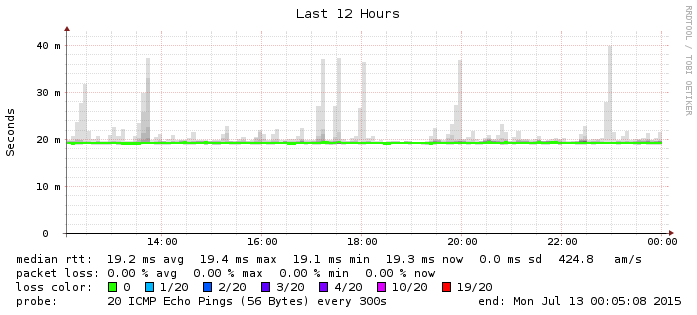 Last 12 Hours
RRDTOOL / TOBI OETIKER
Seconds
40 m
30 m
20 m
10 m
0
14:00 16:00 18:00 20:00 22:00 00:00
median rtt: 19.2 ms avg 19.4 ms max 19.1 ms min 19.3 ms now 0.0 ms sd 424.8 am/s
packet loss: 0.00 % avg 0.00 % max 0.00 % min 0.00 % now
loss color: 0 1/20 2/20 3/20 4/20 10/20 19/20
probe: 20 ICMP Echo Pings (56 Bytes) every 300s end: Mon Jul 13 00:05:08 2015